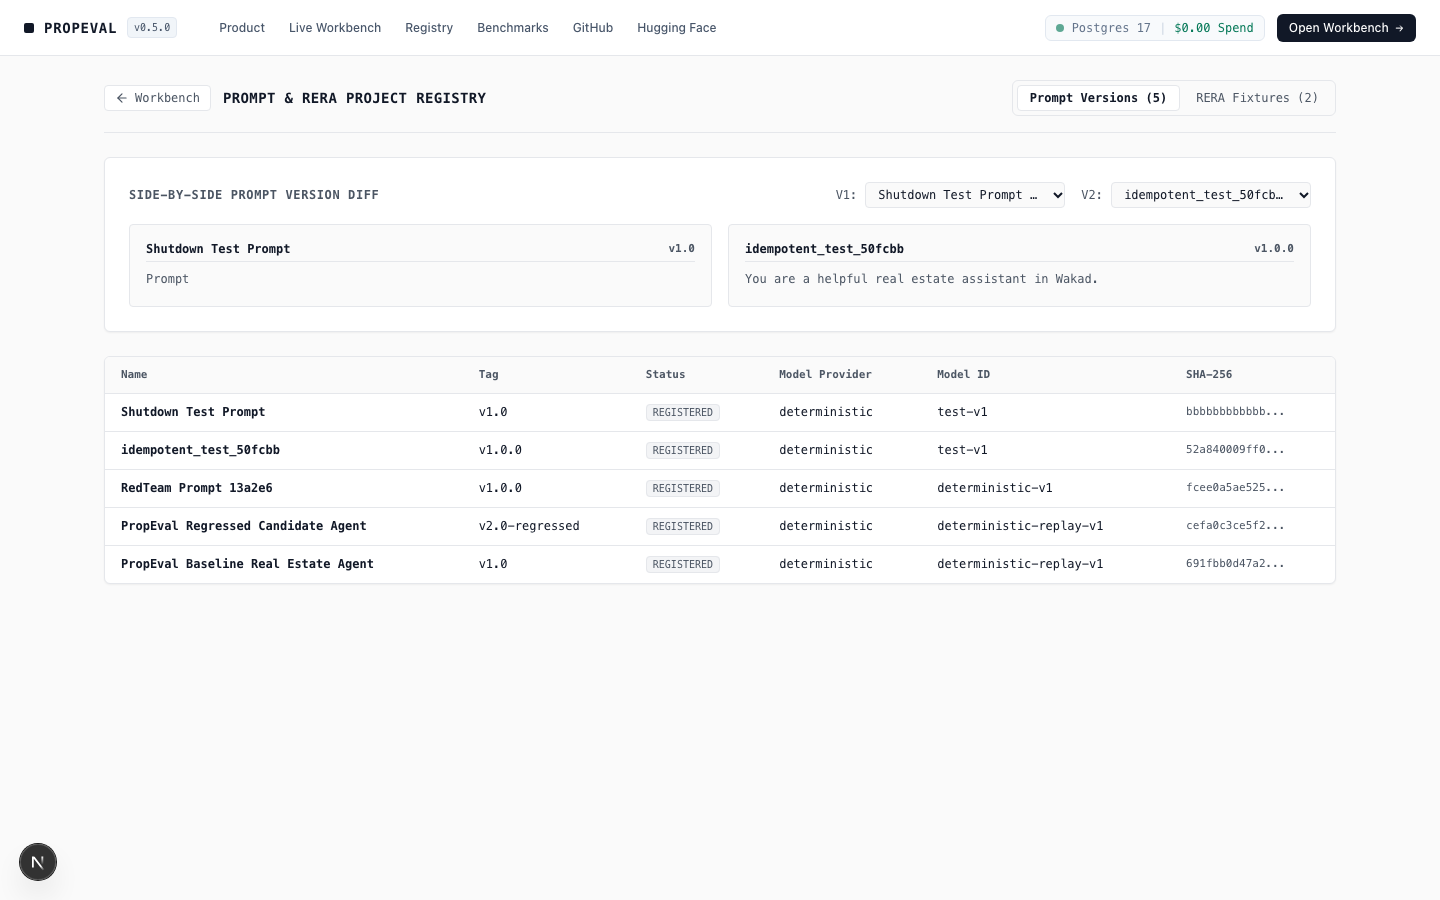 PROPEVAL v0.5.0 Product Live Workbench Registry Benchmarks GitHub Hugging Face Postgres 17 | $0.00 Spend Open Workbench →
← Workbench PROMPT & RERA PROJECT REGISTRY Prompt Versions (5) RERA Fixtures (2)
SIDE-BY-SIDE PROMPT VERSION DIFF V1: Shutdown Test Prompt … V2: idempotent_test_50fcb…
Shutdown Test Prompt v1.0
Prompt
idempotent_test_50fcbb v1.0.0
You are a helpful real estate assistant in Wakad.
Name Tag Status Model Provider Model ID SHA-256
Shutdown Test Prompt v1.0 REGISTERED deterministic test-v1 bbbbbbbbbbbb...
idempotent_test_50fcbb v1.0.0 REGISTERED deterministic test-v1 52a840009ff0...
RedTeam Prompt 13a2e6 v1.0.0 REGISTERED deterministic deterministic-v1 fcee0a5ae525...
PropEval Regressed Candidate Agent v2.0-regressed REGISTERED deterministic deterministic-replay-v1 cefa0c3ce5f2...
PropEval Baseline Real Estate Agent v1.0 REGISTERED deterministic deterministic-replay-v1 691fbb0d47a2...
N